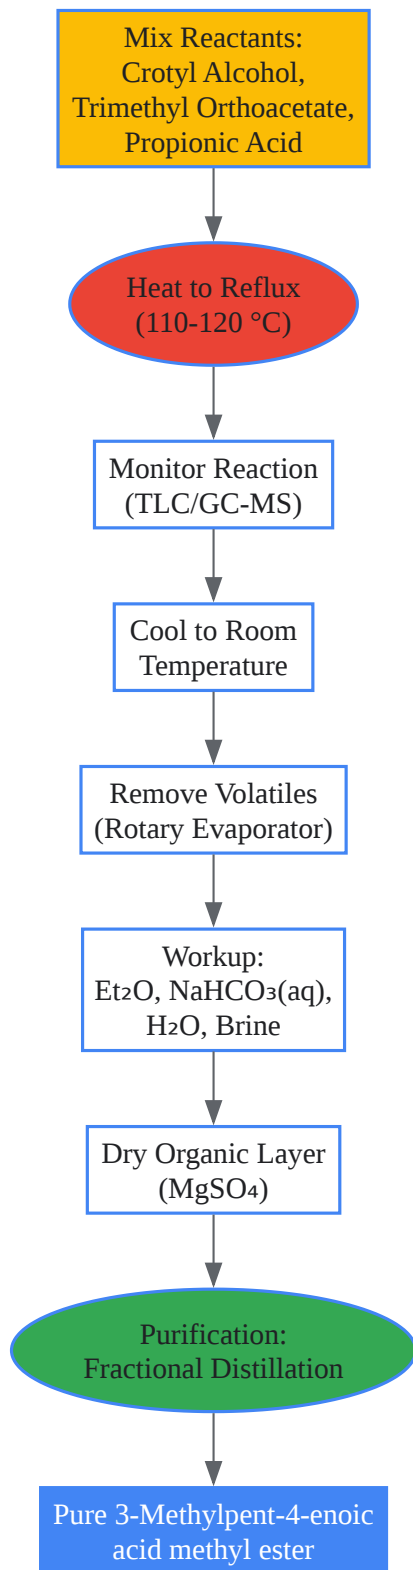 Mix Reactants:
Crotyl Alcohol,
Trimethyl Orthoacetate,
Propionic Acid
Heat to Reflux
(110-120 °C)
Monitor Reaction
(TLC/GC-MS)
Cool to Room
Temperature
Remove Volatiles
(Rotary Evaporator)
Workup:
Et₂O, NaHCO₃(aq),
H₂O, Brine
Dry Organic Layer
(MgSO₄)
Purification:
Fractional Distillation
Pure 3-Methylpent-4-enoic
acid methyl ester